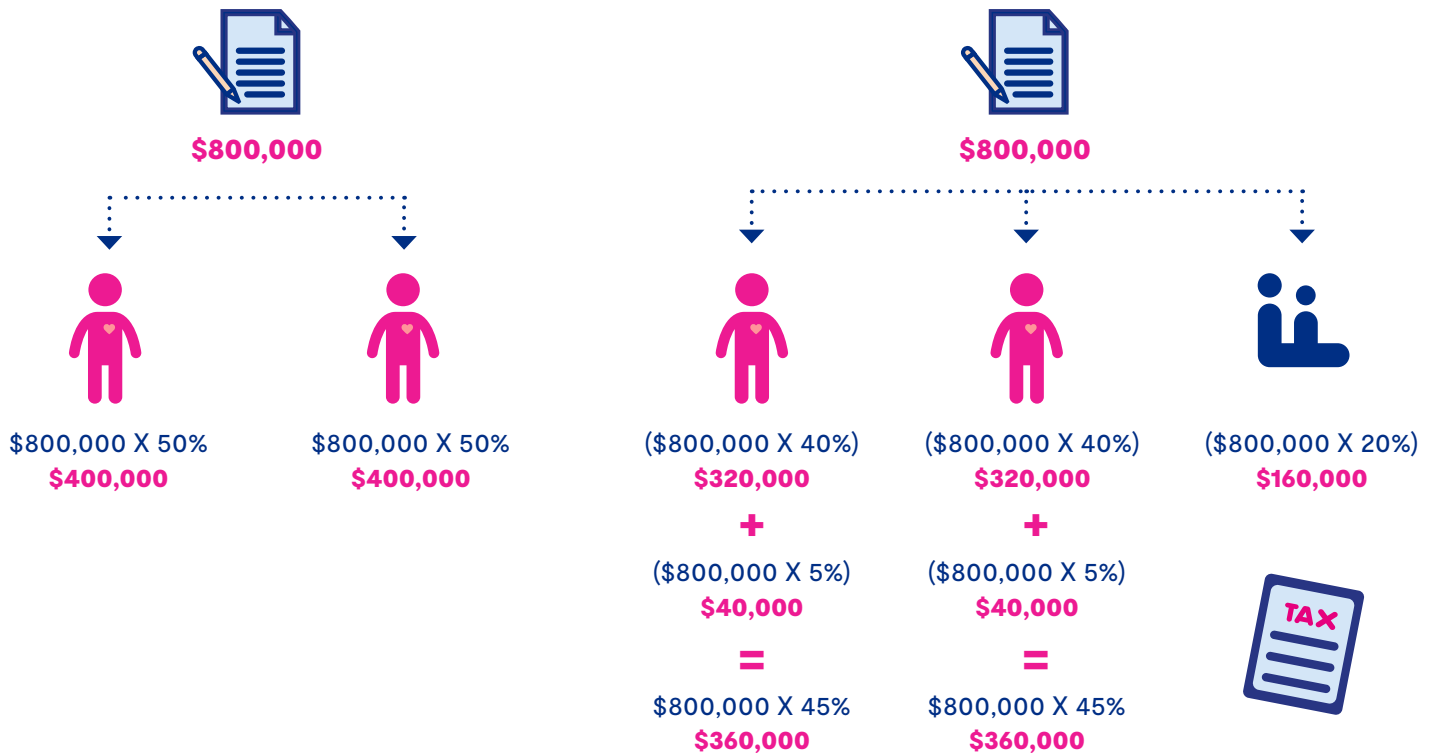 $800,000
$800,000 X 50%
$400,000
$800,000 X 50%
$400,000
$800,000
($800,000 X 40%)
$320,000
+
($800,000 X 5%)
$40,000
=
$800,000 X 45%
$360,000
($800,000 X 40%)
$320,000
+
($800,000 X 5%)
$40,000
=
$800,000 X 45%
$360,000
($800,000 X 20%)
$160,000
TAX